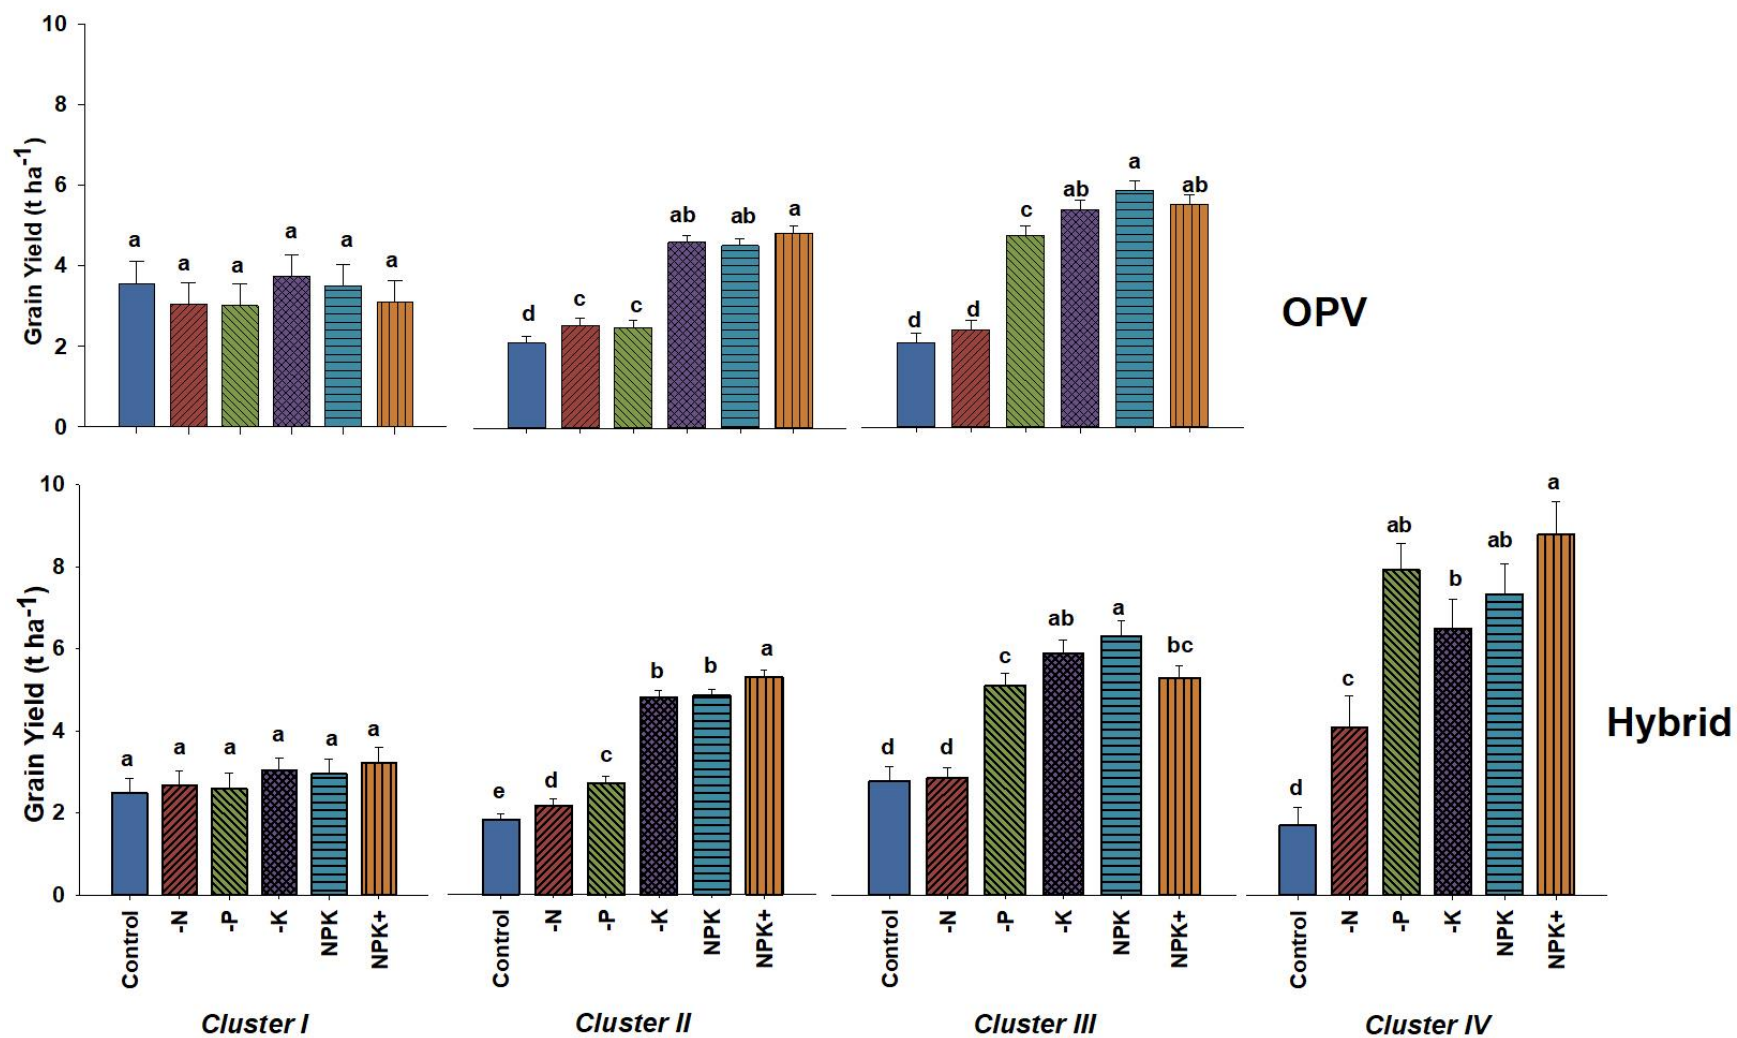 10
8
6
4
2
0
Grain Yield (t ha⁻¹)
a a a a a a
d c c ab ab a
d d c ab a ab
OPV
10
8
6
4
2
0
Grain Yield (t ha⁻¹)
a a a a a a
e d c b b a
d d c ab a bc
d c ab b ab a
Hybrid
Control -N -P -K NPK NPK+
Control -N -P -K NPK NPK+
Control -N -P -K NPK NPK+
Control -N -P -K NPK NPK+
Cluster I
Cluster II
Cluster III
Cluster IV